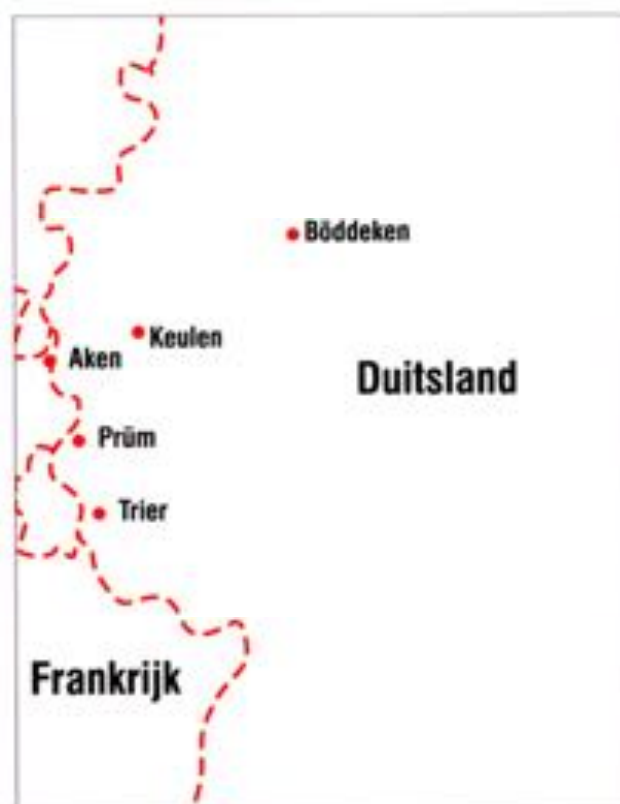 Böddeken
Keulen
Aken
Duitsland
Prüm
Trier
Frankrijk